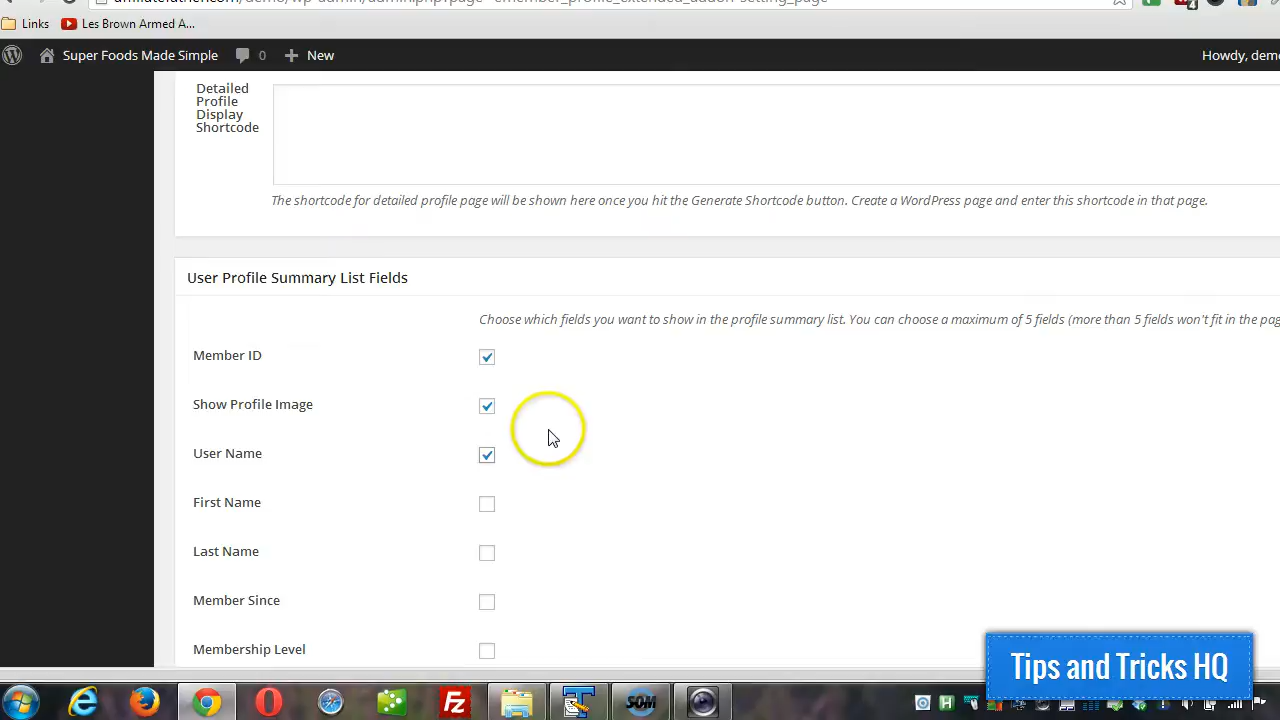 Links
Les Brown Armed A...
Super Foods Made Simple
0
New
Howdy, demo
Detailed
Profile
Display
Shortcode
The shortcode for detailed profile page will be shown here once you hit the Generate Shortcode button. Create a WordPress page and enter this shortcode in that page.
User Profile Summary List Fields
Choose which fields you want to show in the profile summary list. You can choose a maximum of 5 fields (more than 5 fields won't fit in the pag
Member ID
Show Profile Image
User Name
First Name
Last Name
Member Since
Membership Level
Tips and Tricks HQ
SOM